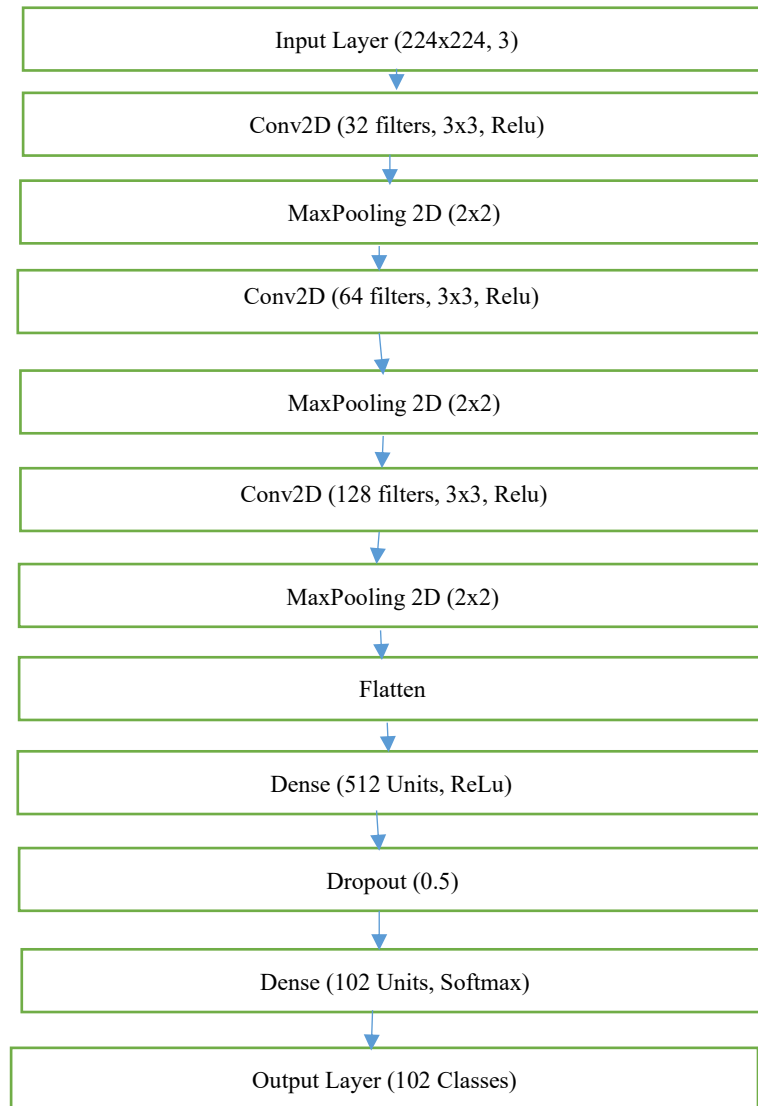 Input Layer (224x224, 3)
Conv2D (32 filters, 3x3, Relu)
MaxPooling 2D (2x2)
Conv2D (64 filters, 3x3, Relu)
MaxPooling 2D (2x2)
Conv2D (128 filters, 3x3, Relu)
MaxPooling 2D (2x2)
Flatten
Dense (512 Units, ReLu)
Dropout (0.5)
Dense (102 Units, Softmax)
Output Layer (102 Classes)